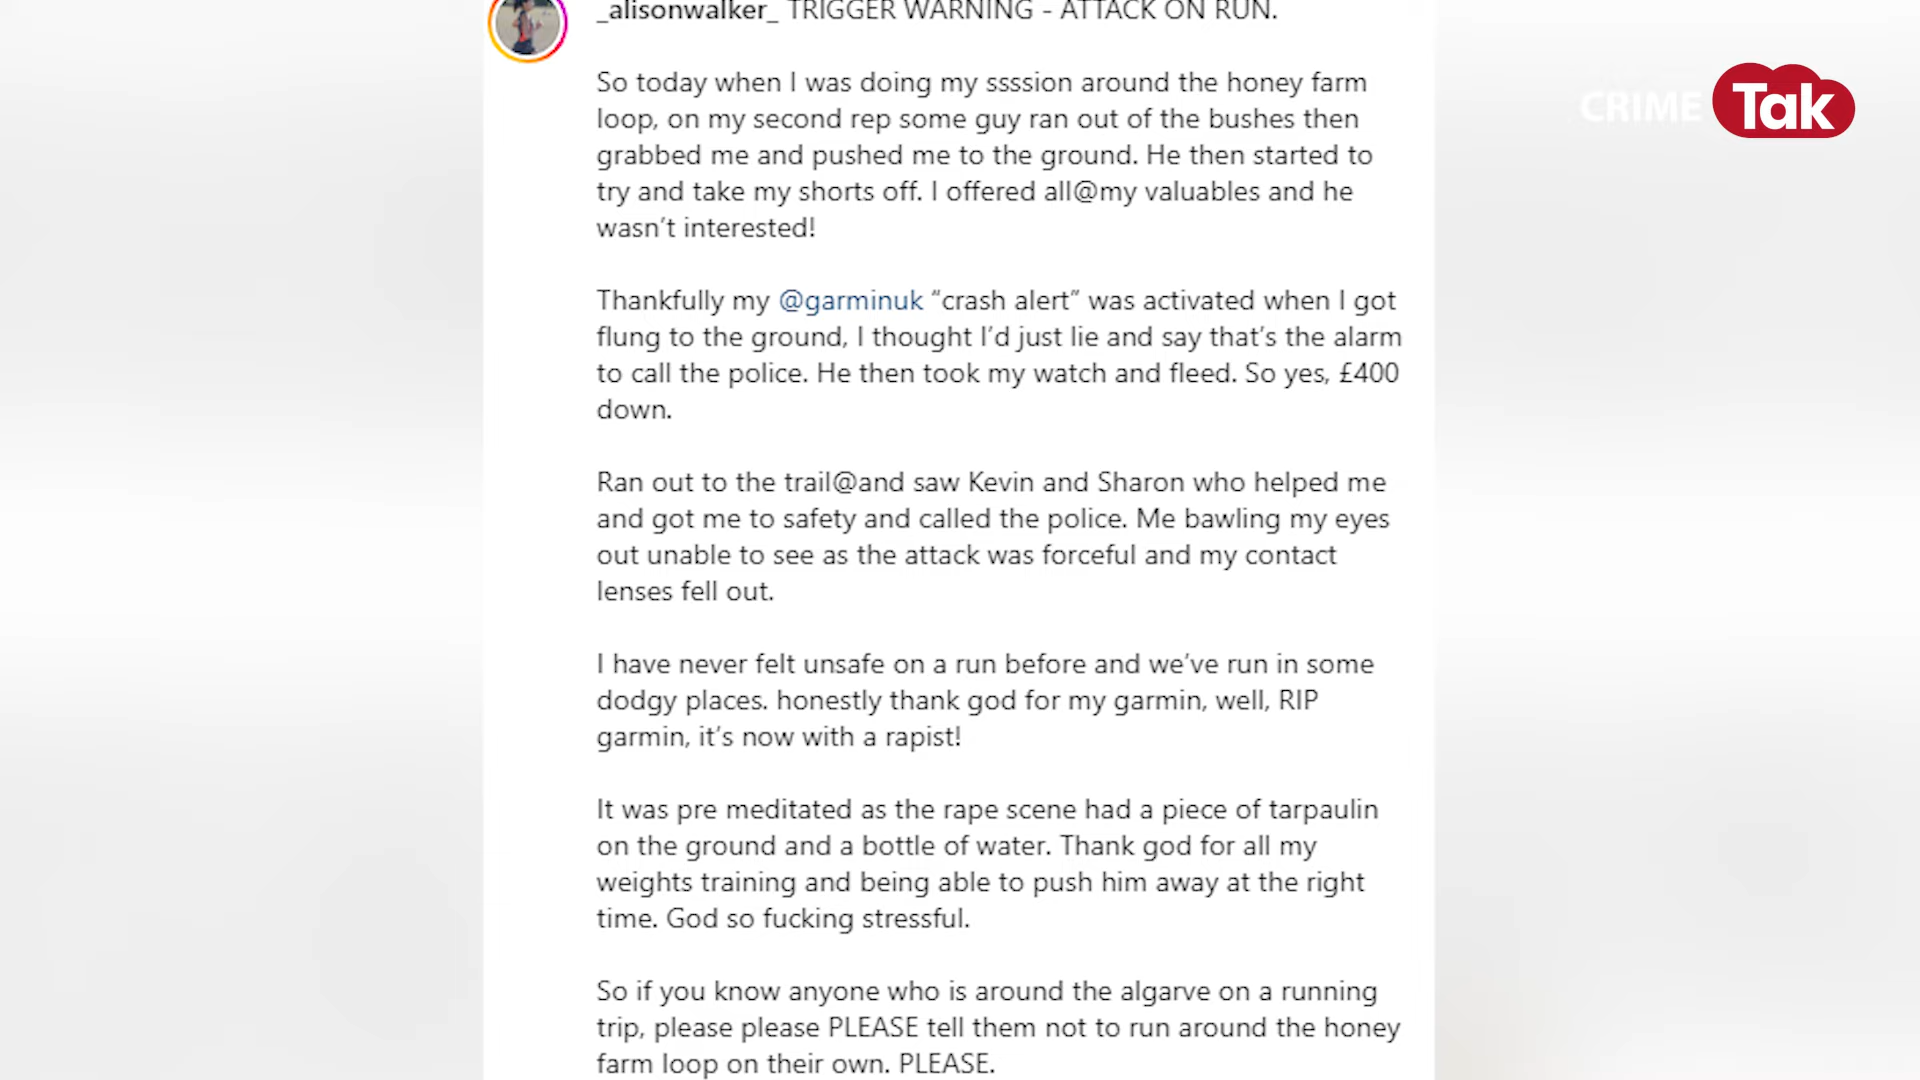 _alisonwalker_ TRIGGER WARNING - ATTACK ON RUN.
CRIME Tak
So today when I was doing my ssssion around the honey farm
loop, on my second rep some guy ran out of the bushes then
grabbed me and pushed me to the ground. He then started to
try and take my shorts off. I offered all@my valuables and he
wasn’t interested!
Thankfully my @garminuk “crash alert” was activated when I got
flung to the ground, I thought I’d just lie and say that’s the alarm
to call the police. He then took my watch and fleed. So yes, £400
down.
Ran out to the trail@and saw Kevin and Sharon who helped me
and got me to safety and called the police. Me bawling my eyes
out unable to see as the attack was forceful and my contact
lenses fell out.
I have never felt unsafe on a run before and we’ve run in some
dodgy places. honestly thank god for my garmin, well, RIP
garmin, it’s now with a rapist!
It was pre meditated as the rape scene had a piece of tarpaulin
on the ground and a bottle of water. Thank god for all my
weights training and being able to push him away at the right
time. God so fucking stressful.
So if you know anyone who is around the algarve on a running
trip, please please PLEASE tell them not to run around the honey
farm loop on their own. PLEASE.